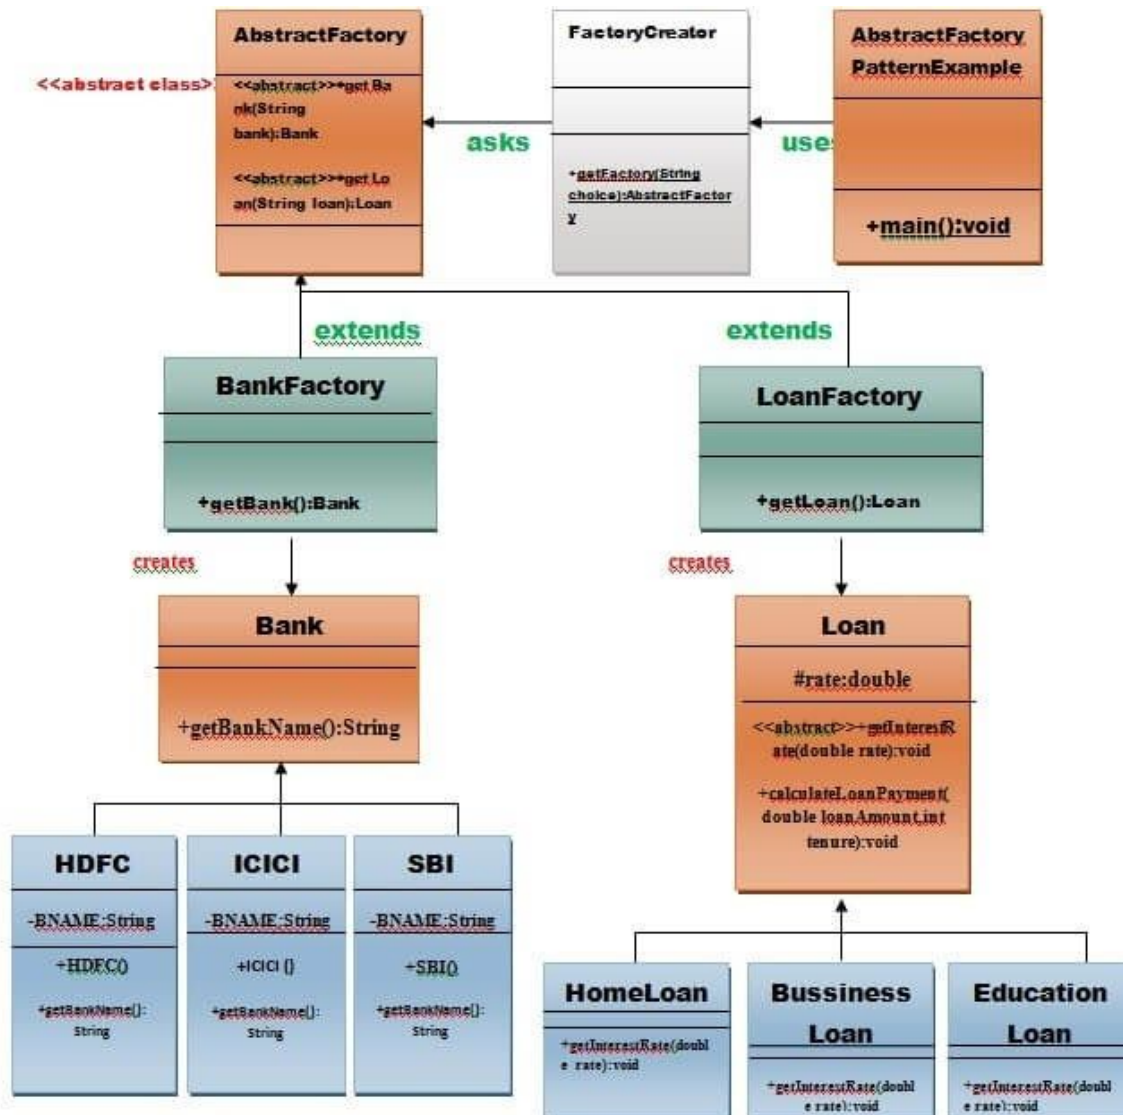 AbstractFactory
<<abstract class>>
<<abstract>>+get Ba
nk(String
bank):Bank
<<abstract>>+get Lo
an(String loan):Loan
FactoryCreator
+getFactory(String
choice):AbstractFactor
y
AbstractFactory
PatternExample
+main():void
asks
uses
extends
extends
BankFactory
+getBank():Bank
LoanFactory
+getLoan():Loan
creates
creates
Bank
+getBankName():String
Loan
#rate:double
<<abstract>>+getInterestR
ate(double rate):void
+calculateLoanPayment(
double loanAmount,int
tenure):void
HDFC
-BNAME:String
+HDFC()
+getBankName():
String
ICICI
-BNAME:String
+ICICI ()
+getBankName():
String
SBI
-BNAME:String
+SBI()
+getBankName():
String
HomeLoan
+getInterestRate(doubl
e rate):void
Bussiness
Loan
+getInterestRate(doubl
e rate):void
Education
Loan
+getInterestRate(doubl
e rate):void